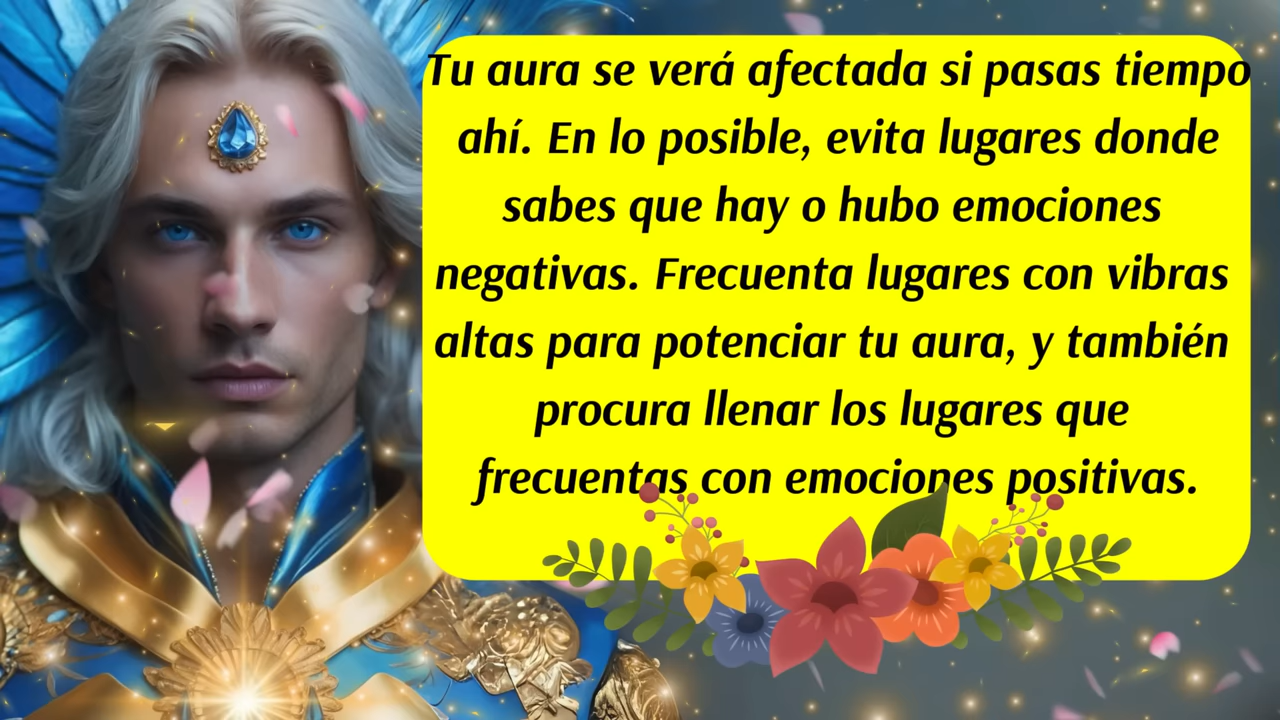 Tu aura se verá afectada si pasas tiempo
ahí. En lo posible, evita lugares donde
sabes que hay o hubo emociones
negativas. Frecuenta lugares con vibras
altas para potenciar tu aura, y también
procura llenar los lugares que
frecuentas con emociones positivas.